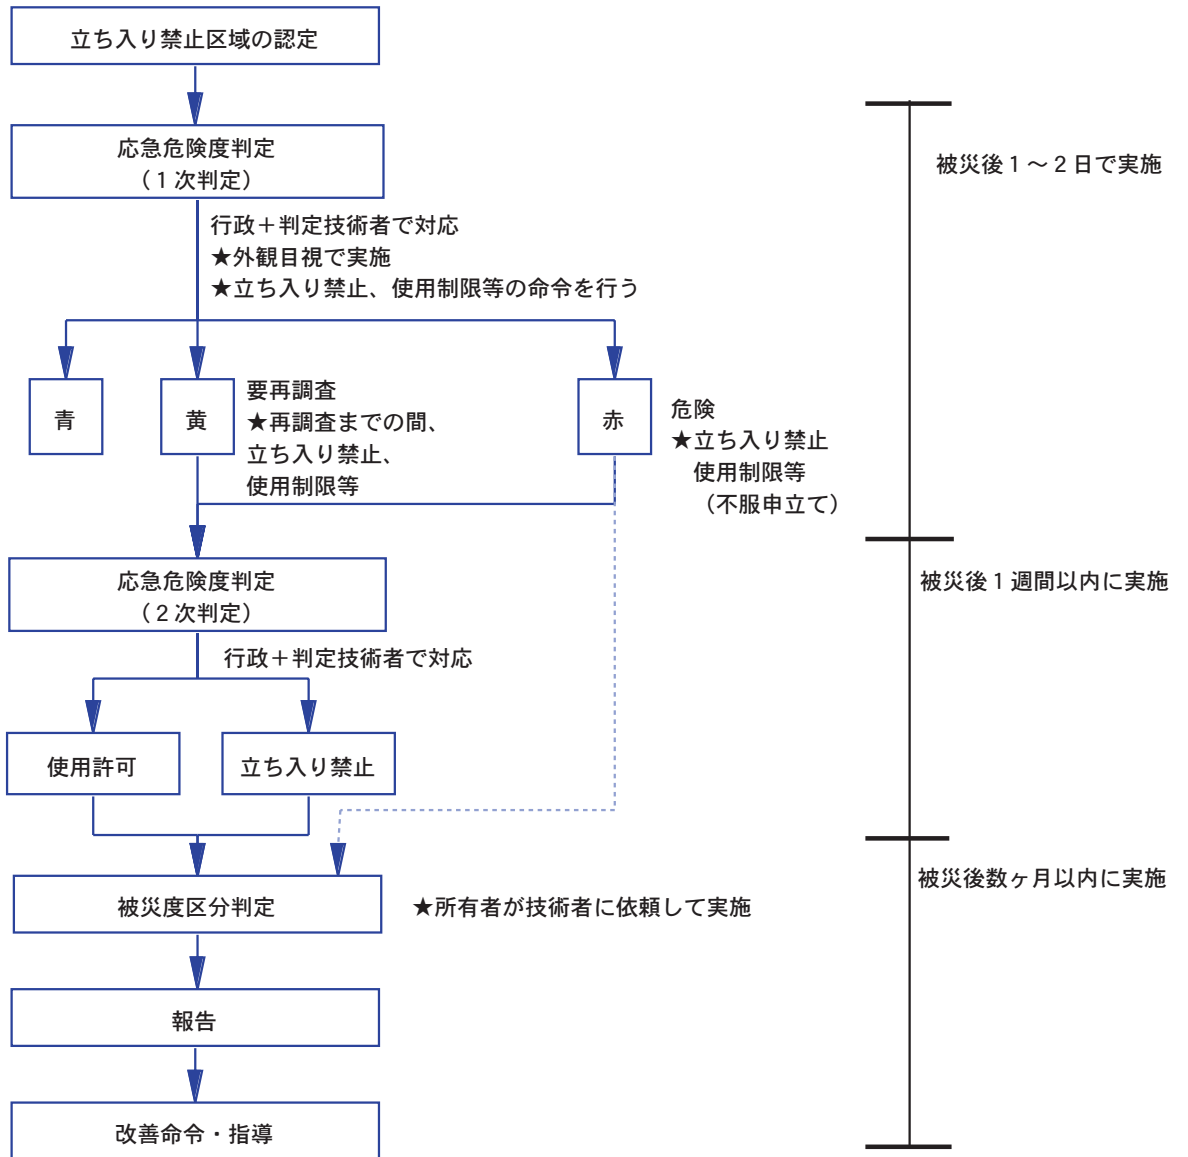 立ち入り禁止区域の認定
応急危険度判定
（１次判定）
被災後１～２日で実施
行政＋判定技術者で対応
★外観目視で実施
★立ち入り禁止、使用制限等の命令を行う
青
黄
要再調査
★再調査までの間、
立ち入り禁止、
使用制限等
赤
危険
★立ち入り禁止
使用制限等
（不服申立て）
応急危険度判定
（２次判定）
被災後１週間以内に実施
行政＋判定技術者で対応
使用許可
立ち入り禁止
被災度区分判定
★所有者が技術者に依頼して実施
被災後数ヶ月以内に実施
報告
改善命令・指導